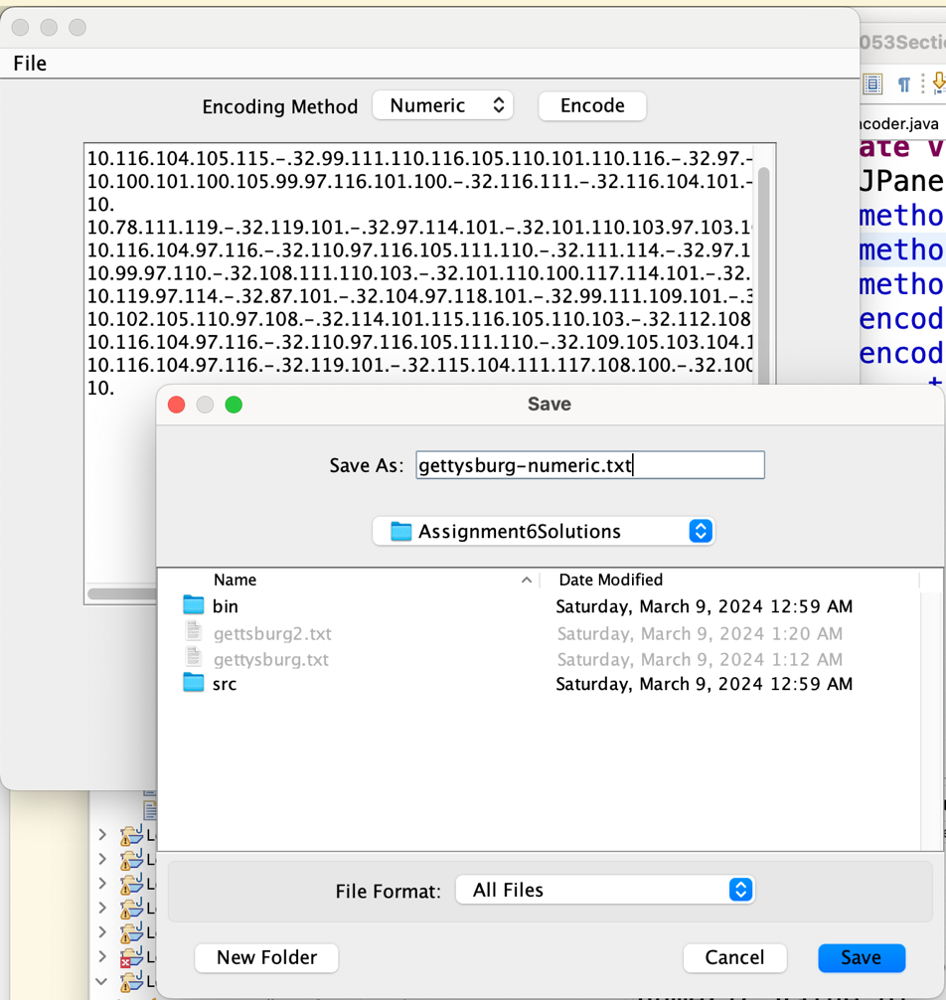 053Secti
File
Encoding Method Numeric Encode
coder.java
10.116.104.105.115.-.32.99.111.110.116.105.110.101.110.116.-.32.97.-
10.100.101.100.105.99.97.116.101.100.-.32.116.111.-.32.116.104.101.-
10.
10.78.111.119.-.32.119.101.-.32.97.114.101.-.32.101.110.103.97.103.1
10.116.104.97.116.-.32.110.97.116.105.111.110.-.32.111.114.-.32.97.1
10.99.97.110.-.32.108.111.110.103.-.32.101.110.100.117.114.101.-.32.
10.119.97.114.-.32.87.101.-.32.104.97.118.101.-.32.99.111.109.101.-.3
10.102.105.110.97.108.-.32.114.101.115.116.105.110.103.-.32.112.108
10.116.104.97.116.-.32.110.97.116.105.111.110.-.32.109.105.103.104.1
10.116.104.97.116.-.32.119.101.-.32.115.104.111.117.108.100.-.32.100
10.
ate v
JPane
metho
metho
metho
encod
encod
Save
Save As: gettysburg-numeric.txt
Assignment6Solutions
Name Date Modified
bin Saturday, March 9, 2024 12:59 AM
gettsburg2.txt Saturday, March 9, 2024 1:20 AM
gettysburg.txt Saturday, March 9, 2024 1:12 AM
src Saturday, March 9, 2024 12:59 AM
File Format: All Files
New Folder Cancel Save